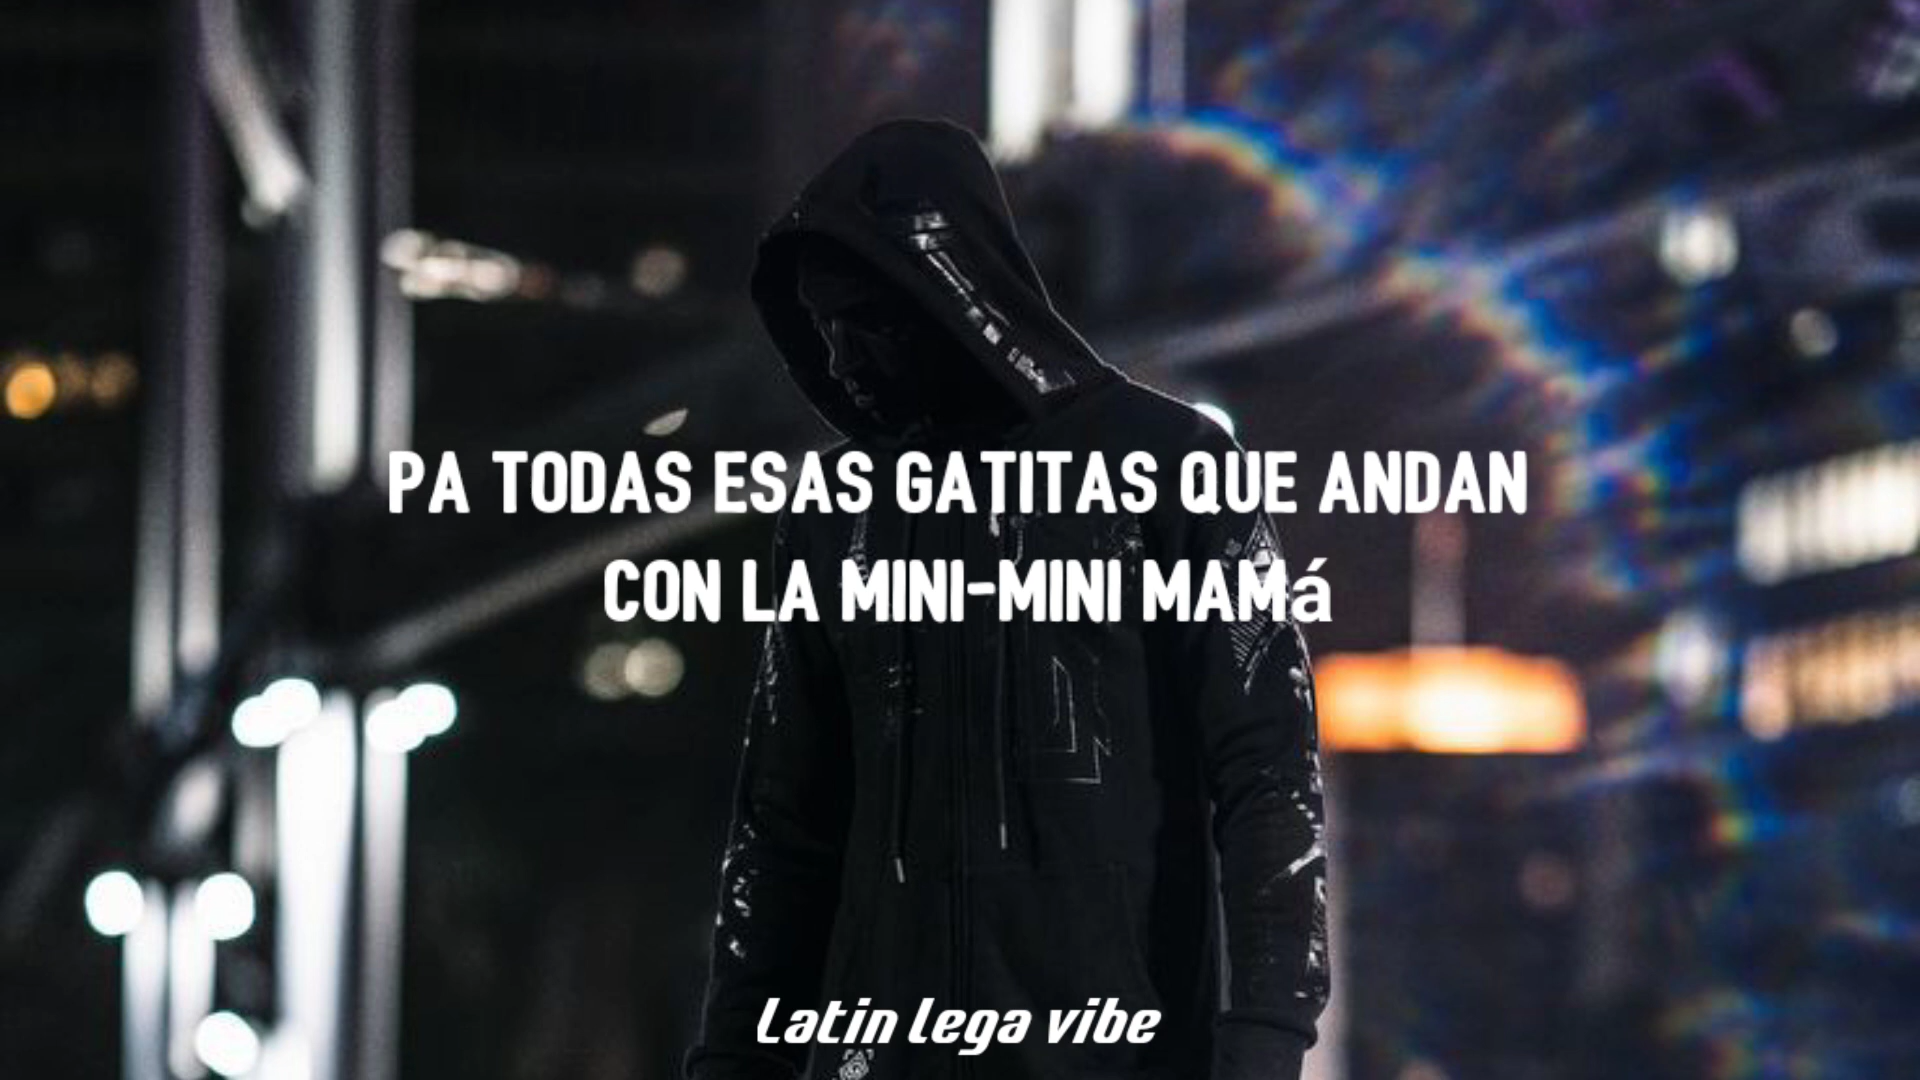 PA TODAS ESAS GATITAS QUE ANDAN
CON LA MINI-MINI MAMá
Latin lega vibe